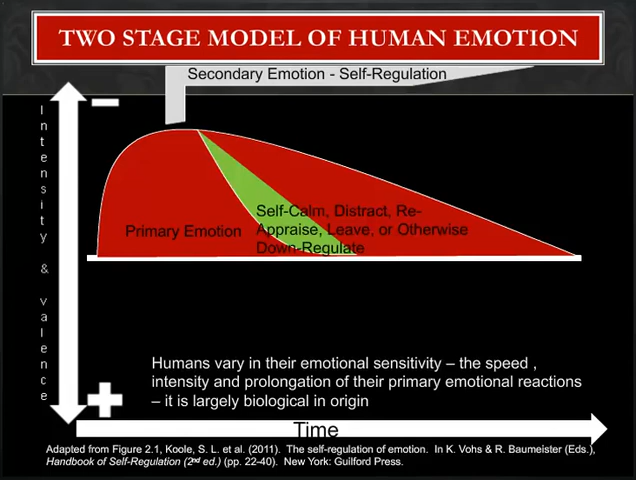 TWO STAGE MODEL OF HUMAN EMOTION
Secondary Emotion - Self-Regulation
Intensity & valence
Primary Emotion
Self-Calm, Distract, Re-
Appraise, Leave, or Otherwise
Down-Regulate
Humans vary in their emotional sensitivity – the speed ,
intensity and prolongation of their primary emotional reactions
– it is largely biological in origin
Time
Adapted from Figure 2.1, Koole, S. L. et al. (2011). The self-regulation of emotion. In K. Vohs & R. Baumeister (Eds.),
Handbook of Self-Regulation (2nd ed.) (pp. 22-40). New York: Guilford Press.